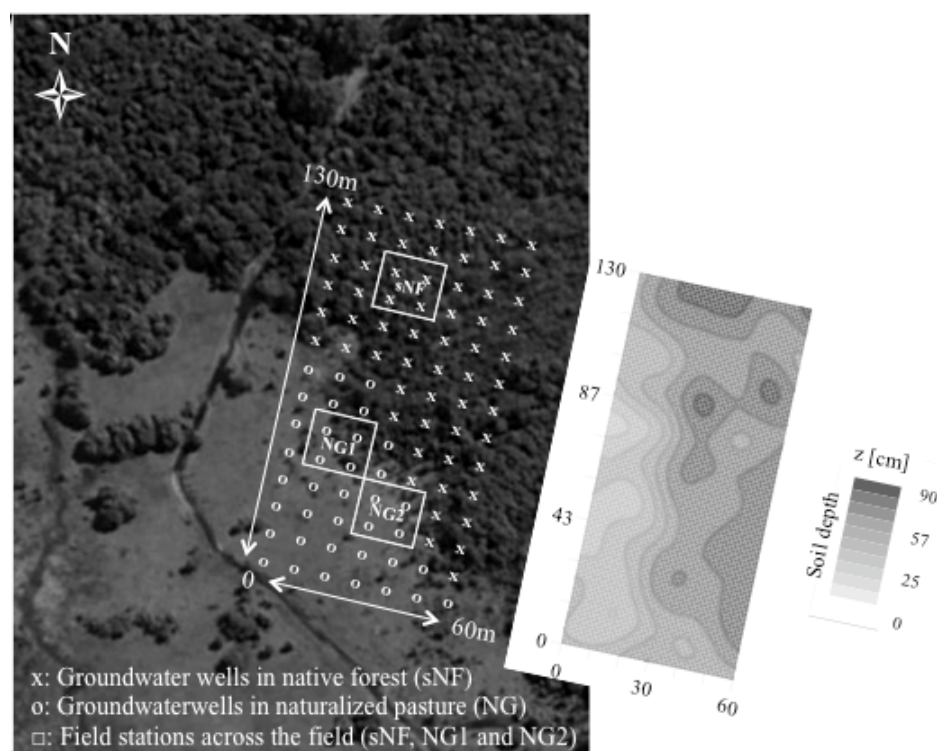 N
130m
sNF
NG1
NG2
0
60m
x: Groundwater wells in native forest (sNF)
o: Groundwaterwells in naturalized pasture (NG)
□: Field stations across the field (sNF, NG1 and NG2)
130
87
43
0
0
30
60
z [cm]
Soil depth
90
57
25
0